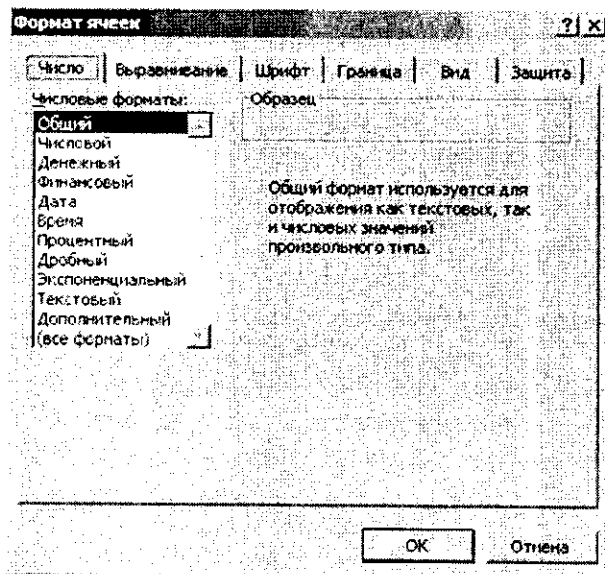 Формат ячеек
Число Выравнивание Шрифт Граница Вид Защита
Числовые форматы:
Образец
Общий
Числовой
Денежный
Финансовый
Дата
Время
Процентный
Дробный
Экспоненциальный
Текстовый
Дополнительный
(все форматы)
Общий формат используется для
отображения как текстовых, так
и числовых значений
произвольного типа.
ОК Отмена